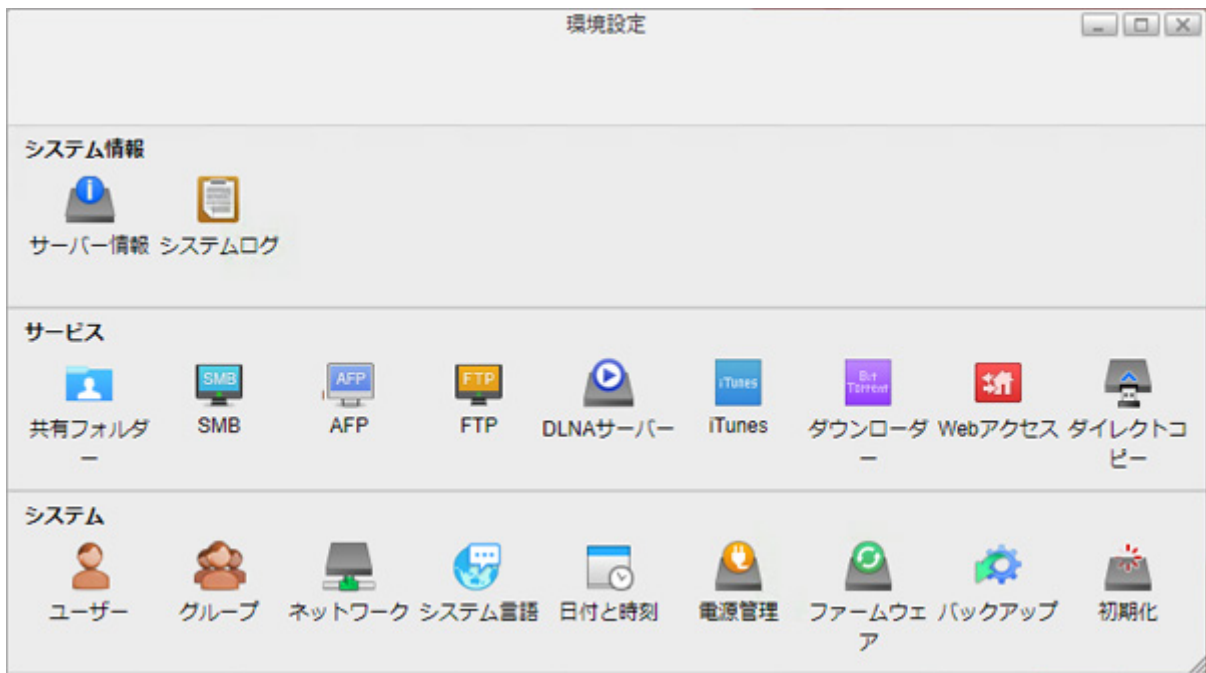 環境設定
システム情報
サーバー情報 システムログ
サービス
SMB AFP FTP iTunes Bit
Torrent
共有フォルダー SMB AFP FTP DLNAサーバー iTunes ダウンローダー Webアクセス ダイレクトコピー
システム
ユーザー グループ ネットワーク システム言語 日付と時刻 電源管理 ファームウェア バックアップ 初期化